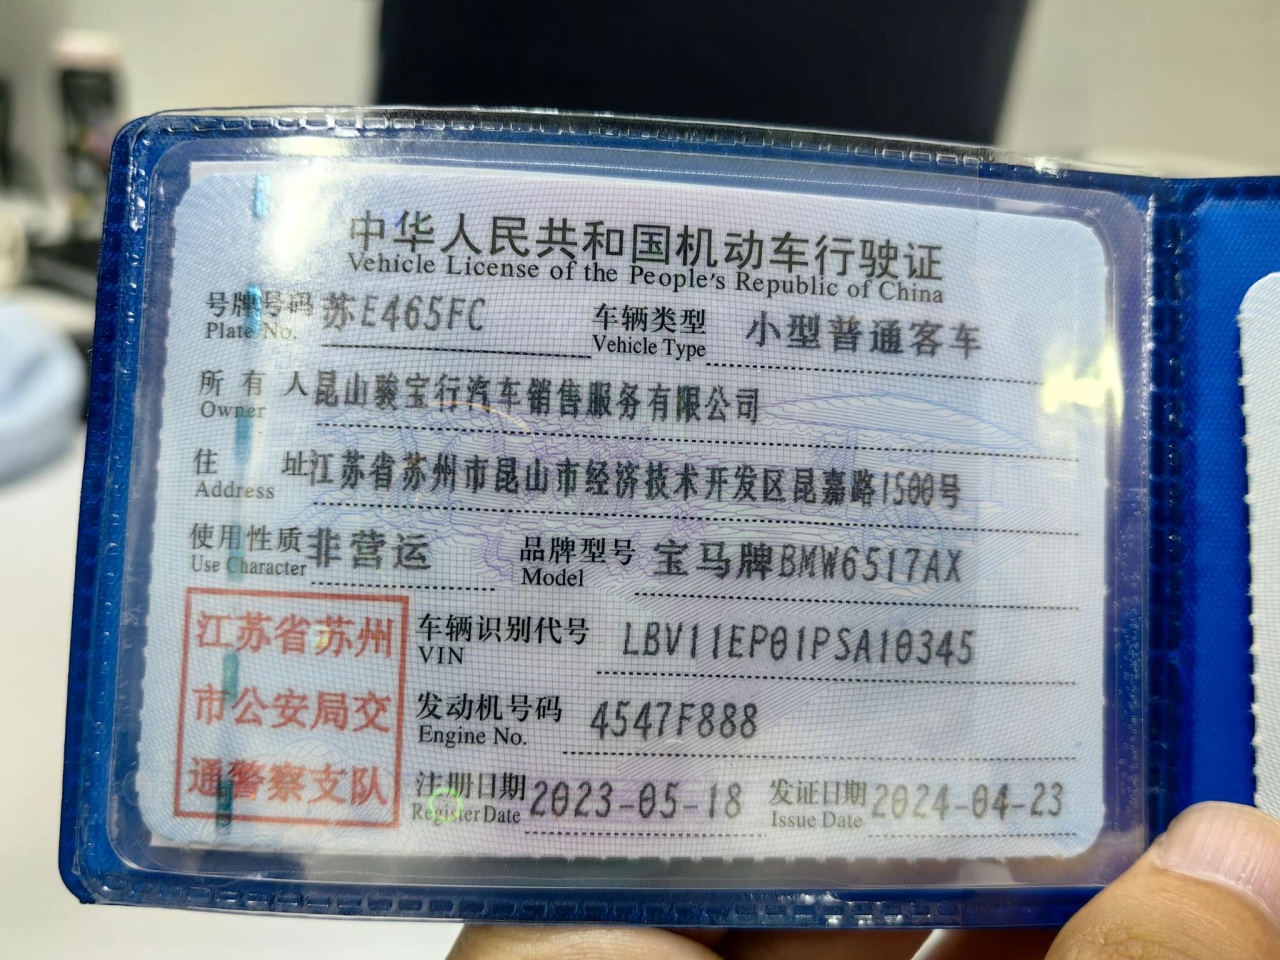 中华人民共和国机动车行驶证
Vehicle License of the People's Republic of China
号牌号码 苏E465FC 车辆类型 小型普通客车
Plate No. Vehicle Type
所有人 昆山骏宝行汽车销售服务有限公司
Owner
住址 江苏省苏州市昆山市经济技术开发区昆嘉路1500号
Address
使用性质 非营运 品牌型号 宝马牌BMW6517AX
Use Character Model
江苏省苏州
市公安局交
通警察支队
车辆识别代号 LBV11EP01PSA10345
VIN
发动机号码 4547F888
Engine No.
注册日期 2023-05-18 发证日期 2024-04-23
Register Date Issue Date